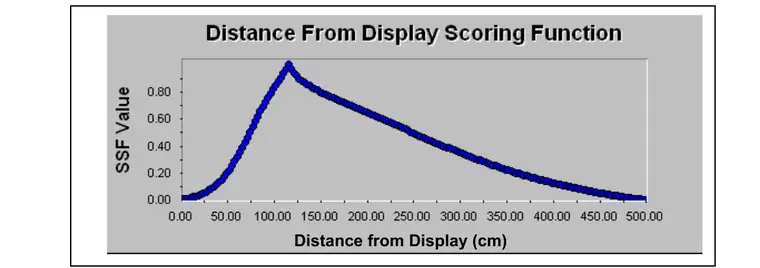 Distance From Display Scoring Function
SSF Value
0.80
0.60
0.40
0.20
0.00
0.00 50.00 100.00 150.00 200.00 250.00 300.00 350.00 400.00 450.00 500.00
Distance from Display (cm)